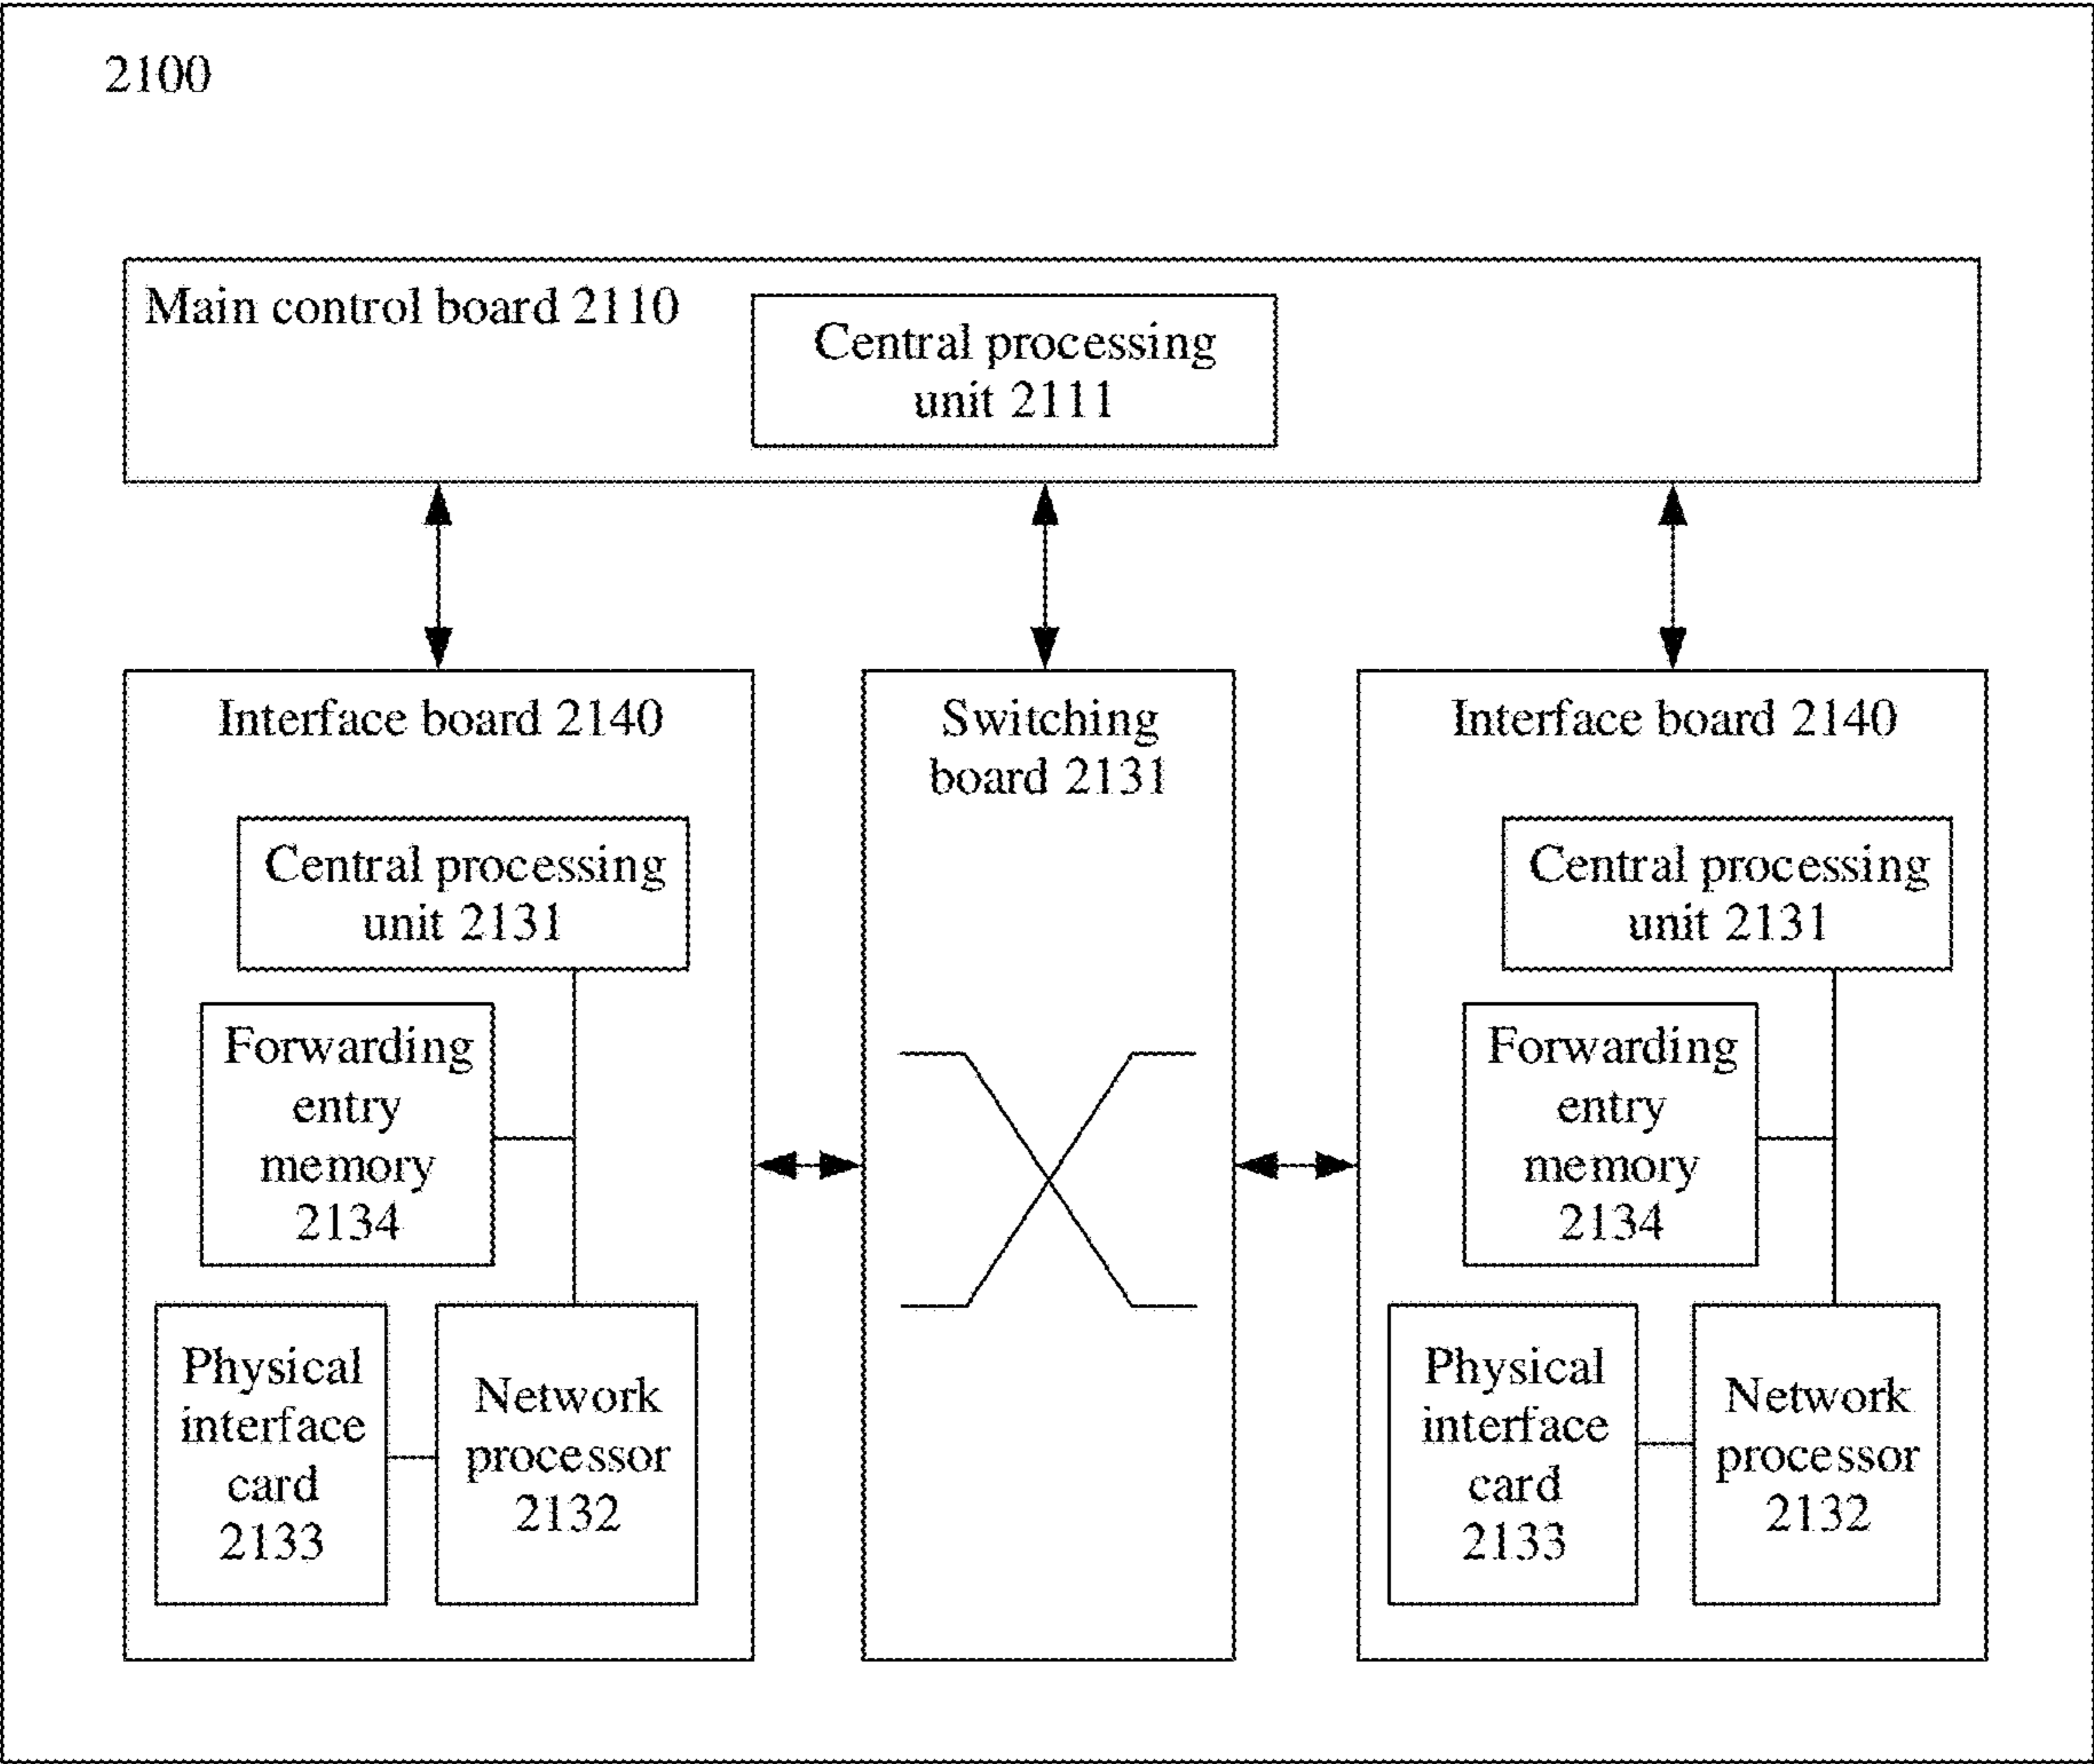 2100
Main control board 2110
Central processing
unit 2111
Interface board 2140
Central processing
unit 2131
Forwarding
entry
memory
2134
Physical
interface
card
2133
Network
processor
2132
Switching
board 2131
Interface board 2140
Central processing
unit 2131
Forwarding
entry
memory
2134
Physical
interface
card
2133
Network
processor
2132